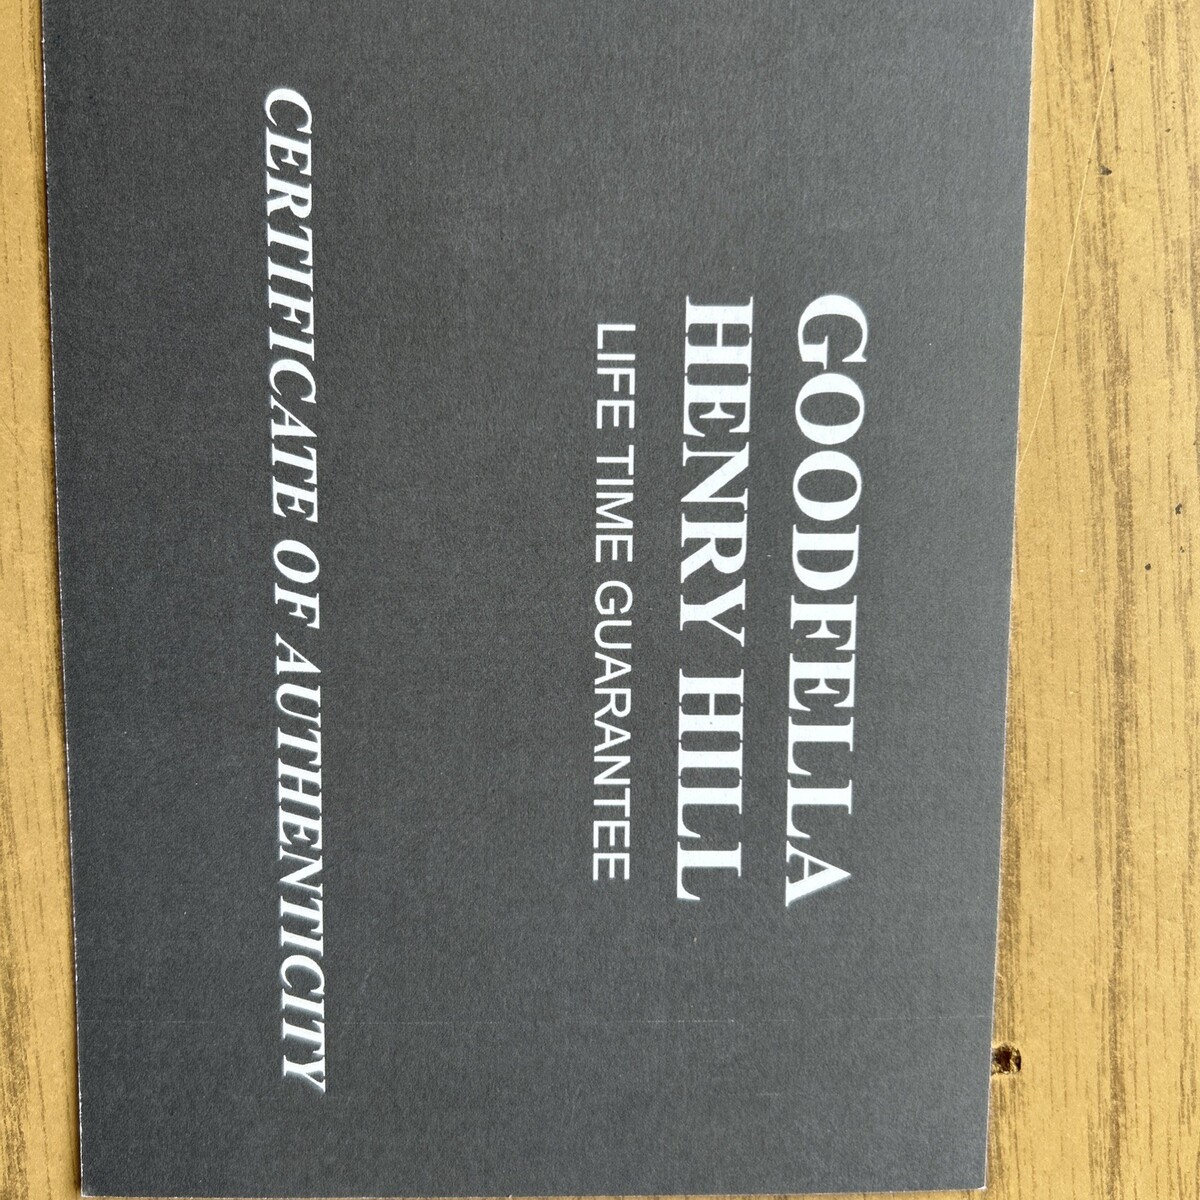 GOODFELLA
HENRY HILL
LIFE TIME GUARANTEE
CERTIFICATE OF AUTHENTICITY